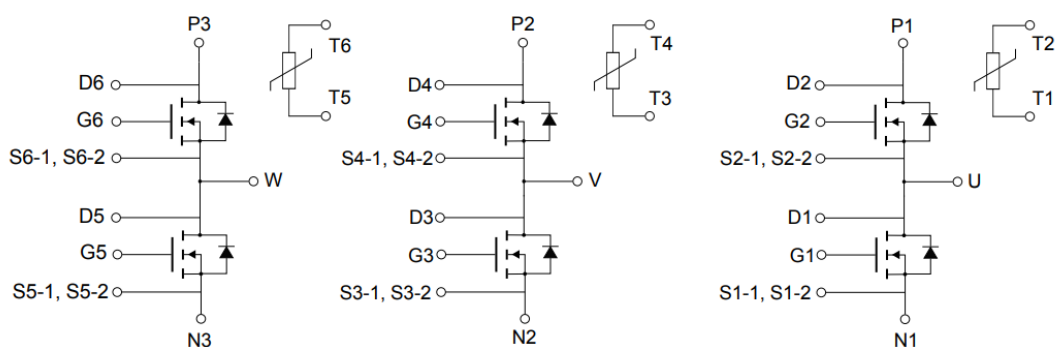 P3
T6
D6
T5
G6
S6-1, S6-2
W
D5
G5
S5-1, S5-2
N3
P2
T4
D4
T3
G4
S4-1, S4-2
V
D3
G3
S3-1, S3-2
N2
P1
T2
D2
T1
G2
S2-1, S2-2
U
D1
G1
S1-1, S1-2
N1